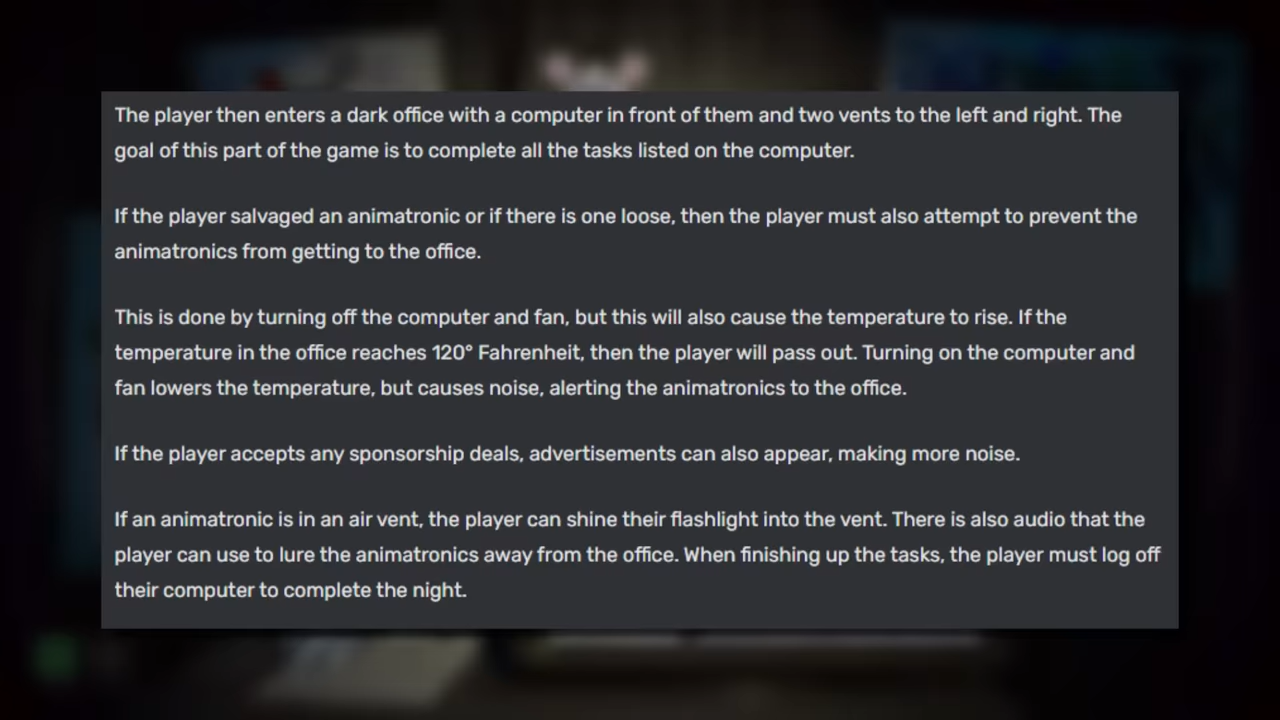 The player then enters a dark office with a computer in front of them and two vents to the left and right. The
goal of this part of the game is to complete all the tasks listed on the computer.
If the player salvaged an animatronic or if there is one loose, then the player must also attempt to prevent the
animatronics from getting to the office.
This is done by turning off the computer and fan, but this will also cause the temperature to rise. If the
temperature in the office reaches 120° Fahrenheit, then the player will pass out. Turning on the computer and
fan lowers the temperature, but causes noise, alerting the animatronics to the office.
If the player accepts any sponsorship deals, advertisements can also appear, making more noise.
If an animatronic is in an air vent, the player can shine their flashlight into the vent. There is also audio that the
player can use to lure the animatronics away from the office. When finishing up the tasks, the player must log off
their computer to complete the night.